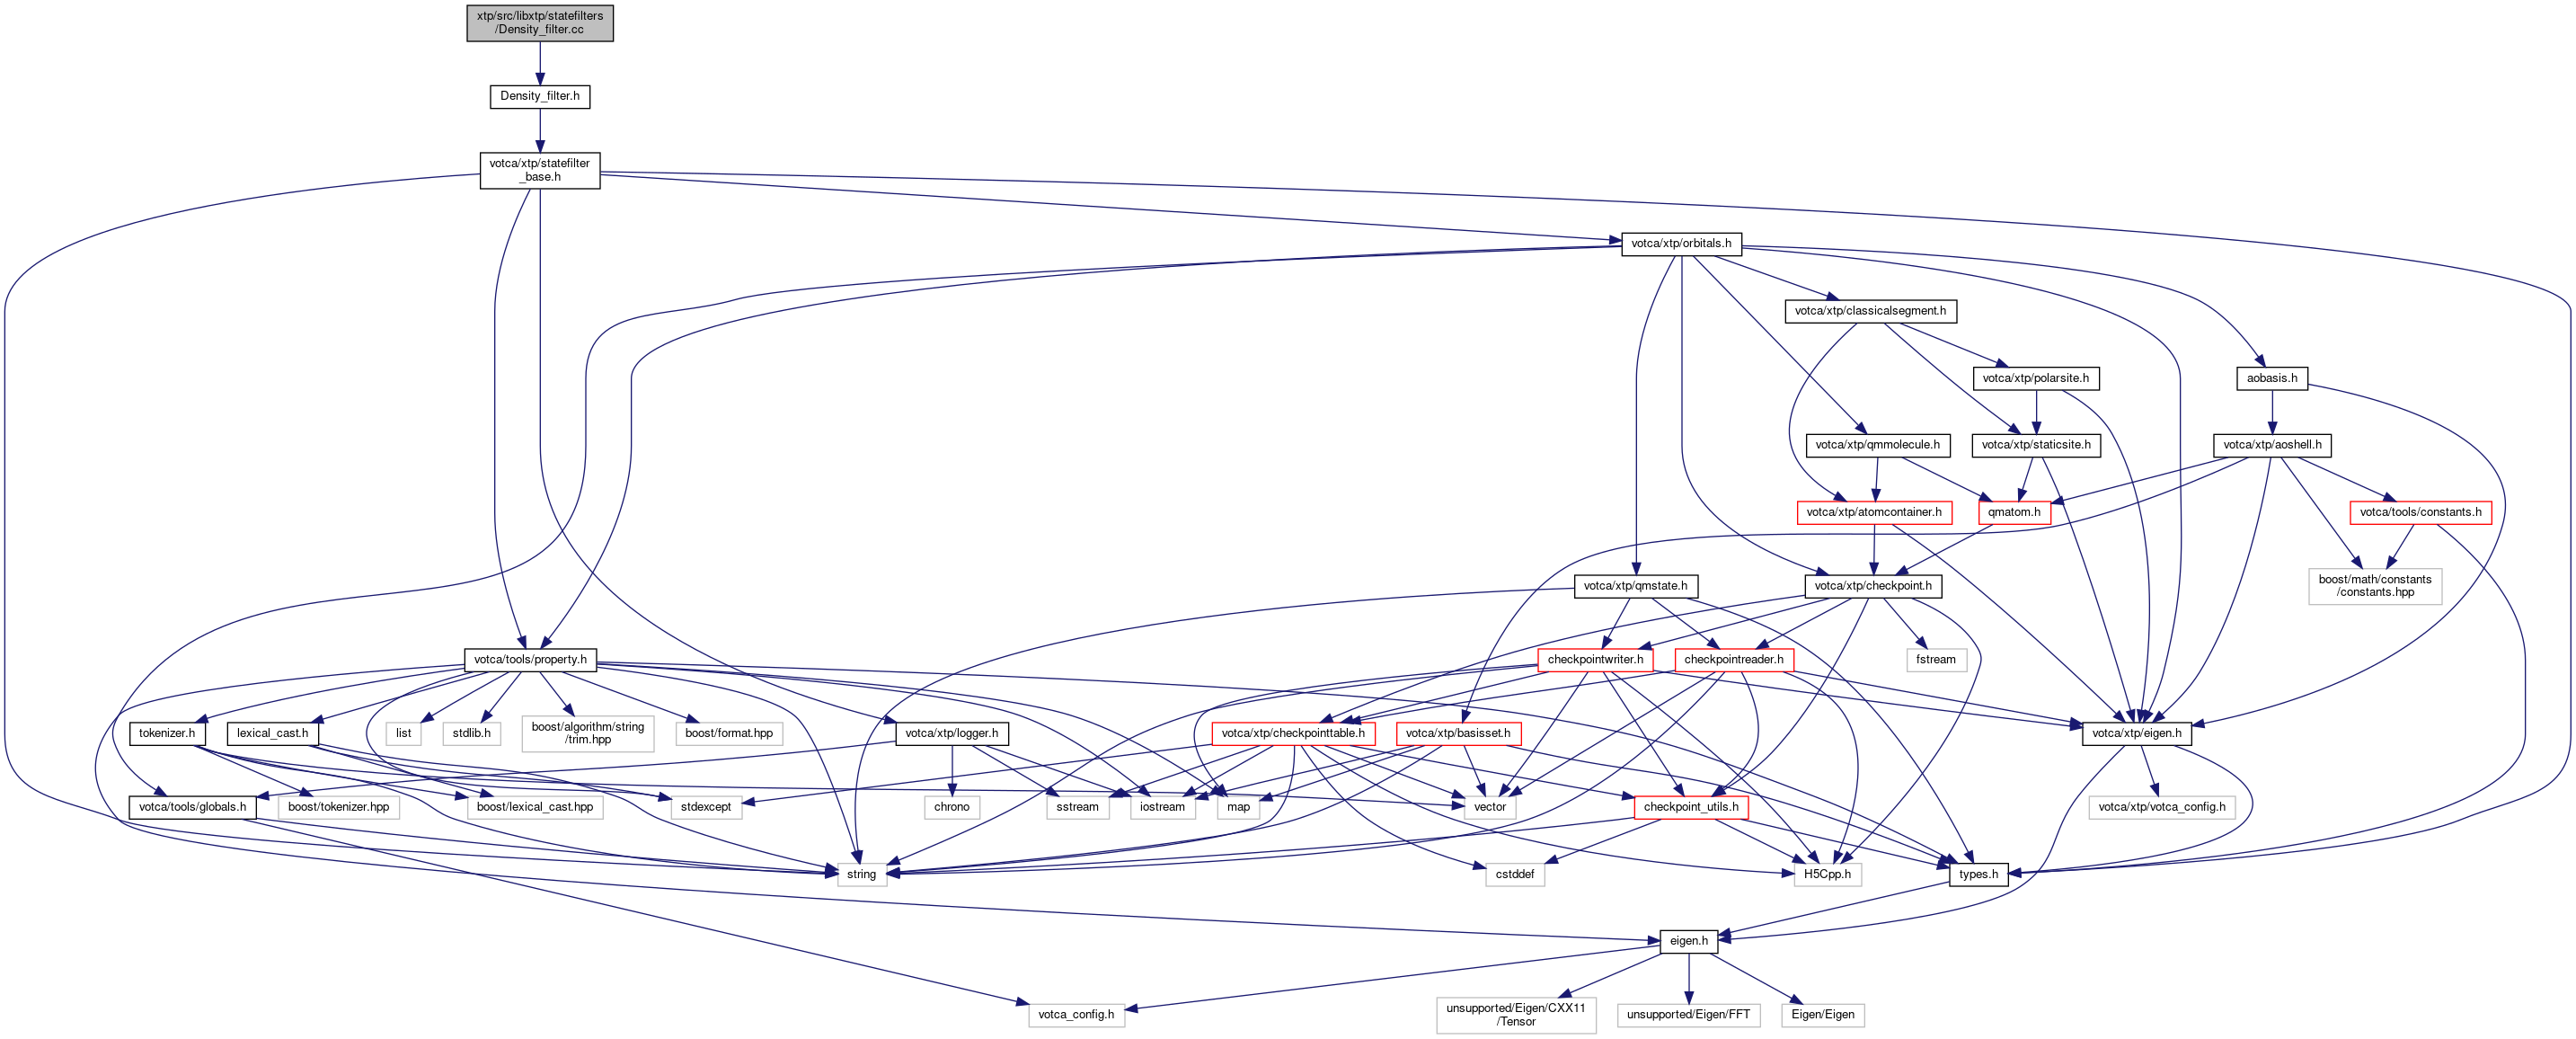 xtp/src/libxtp/statefilters
/Density_filter.cc
Density_filter.h
votca/xtp/statefilter
_base.h
votca/xtp/orbitals.h
votca/xtp/classicalsegment.h
votca/xtp/polarsite.h
aobasis.h
votca/xtp/qmmolecule.h
votca/xtp/staticsite.h
votca/xtp/aoshell.h
votca/xtp/atomcontainer.h
qmatom.h
votca/tools/constants.h
votca/xtp/qmstate.h
votca/xtp/checkpoint.h
boost/math/constants
/constants.hpp
votca/tools/property.h
checkpointwriter.h
checkpointreader.h
fstream
tokenizer.h
lexical_cast.h
list
stdlib.h
boost/algorithm/string
/trim.hpp
boost/format.hpp
votca/xtp/logger.h
votca/xtp/checkpointtable.h
votca/xtp/basisset.h
votca/xtp/eigen.h
votca/tools/globals.h
boost/tokenizer.hpp
boost/lexical_cast.hpp
stdexcept
chrono
sstream
iostream
map
vector
checkpoint_utils.h
votca/xtp/votca_config.h
string
cstddef
H5Cpp.h
types.h
eigen.h
votca_config.h
unsupported/Eigen/CXX11
/Tensor
unsupported/Eigen/FFT
Eigen/Eigen